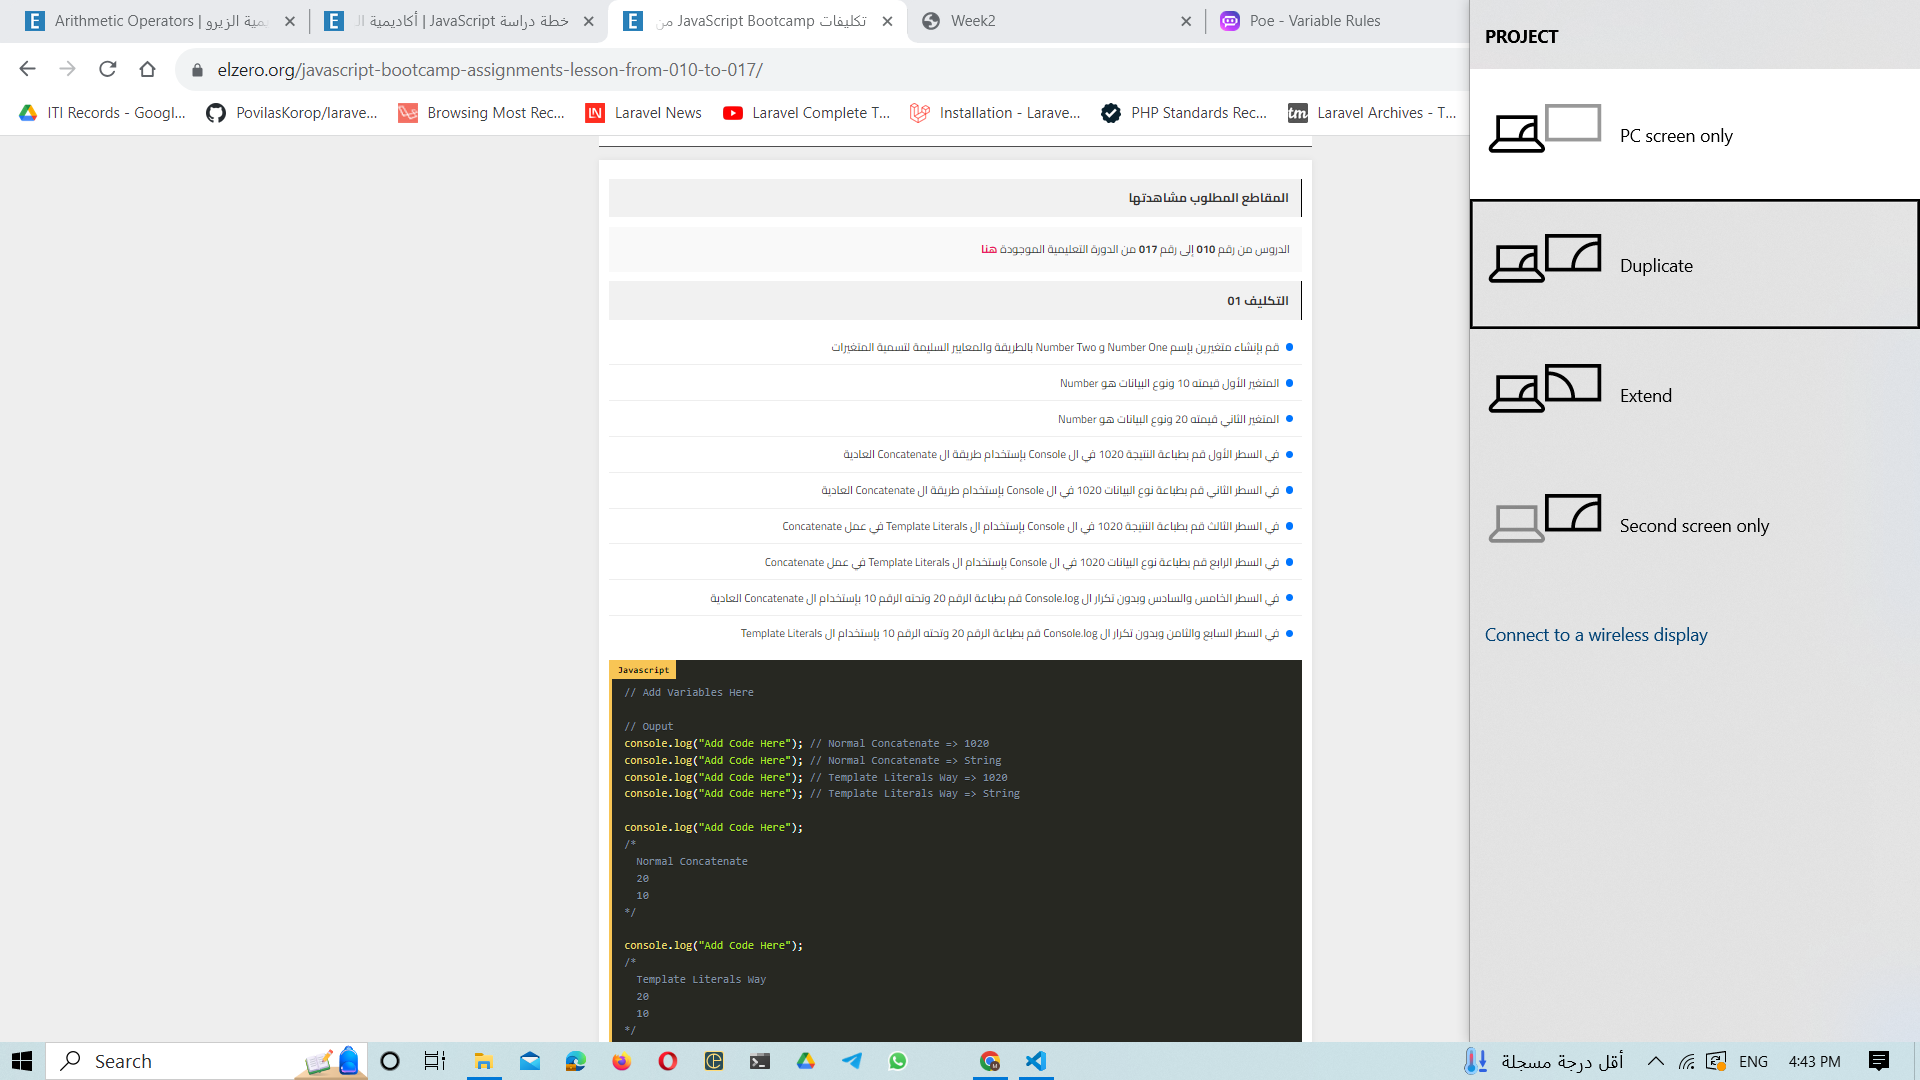 Arithmetic Operators | مية الزيرو
خطة دراسة JavaScript | أكاديمية ال
تكليفات JavaScript Bootcamp من
Week2
Poe - Variable Rules
elzero.org/javascript-bootcamp-assignments-lesson-from-010-to-017/
ITI Records - Googl...
PovilasKorop/larave...
Browsing Most Rec...
Laravel News
Laravel Complete T...
Installation - Larave...
PHP Standards Rec...
tm
Laravel Archives - T...
المقاطع المطلوب مشاهدتها
الدروس من رقم 010 إلى رقم 017 من الدورة التعليمية الموجودة هنا
التكليف 01
قم بإنشاء متغيرين بإسم Number One و Number Two بالطريقة والمعايير السليمة لتسمية المتغيرات
المتغير الأول قيمته 10 ونوع البيانات هو Number
المتغير الثاني قيمته 20 ونوع البيانات هو Number
في السطر الأول قم بطباعة النتيجة 1020 في ال Console بإستخدام طريقة ال Concatenate العادية
في السطر الثاني قم بطباعة نوع البيانات 1020 في ال Console بإستخدام طريقة ال Concatenate العادية
في السطر الثالث قم بطباعة النتيجة 1020 في ال Console بإستخدام ال Template Literals في عمل Concatenate
في السطر الرابع قم بطباعة نوع البيانات 1020 في ال Console بإستخدام ال Template Literals في عمل Concatenate
في السطر الخامس والسادس وبدون تكرار ال Console.log قم بطباعة الرقم 20 وتحته الرقم 10 بإستخدام ال Concatenate العادية
في السطر السابع والثامن وبدون تكرار ال Console.log قم بطباعة الرقم 20 وتحته الرقم 10 بإستخدام ال Template Literals
Javascript
// Add Variables Here
// Ouput
console.log("Add Code Here"); // Normal Concatenate => 1020
console.log("Add Code Here"); // Normal Concatenate => String
console.log("Add Code Here"); // Template Literals Way => 1020
console.log("Add Code Here"); // Template Literals Way => String
console.log("Add Code Here");
/*
Normal Concatenate
20
10
*/
console.log("Add Code Here");
/*
Template Literals Way
20
10
*/
PROJECT
PC screen only
Duplicate
Extend
Second screen only
Connect to a wireless display
Search
أقل درجة مسجلة
ENG
4:43 PM